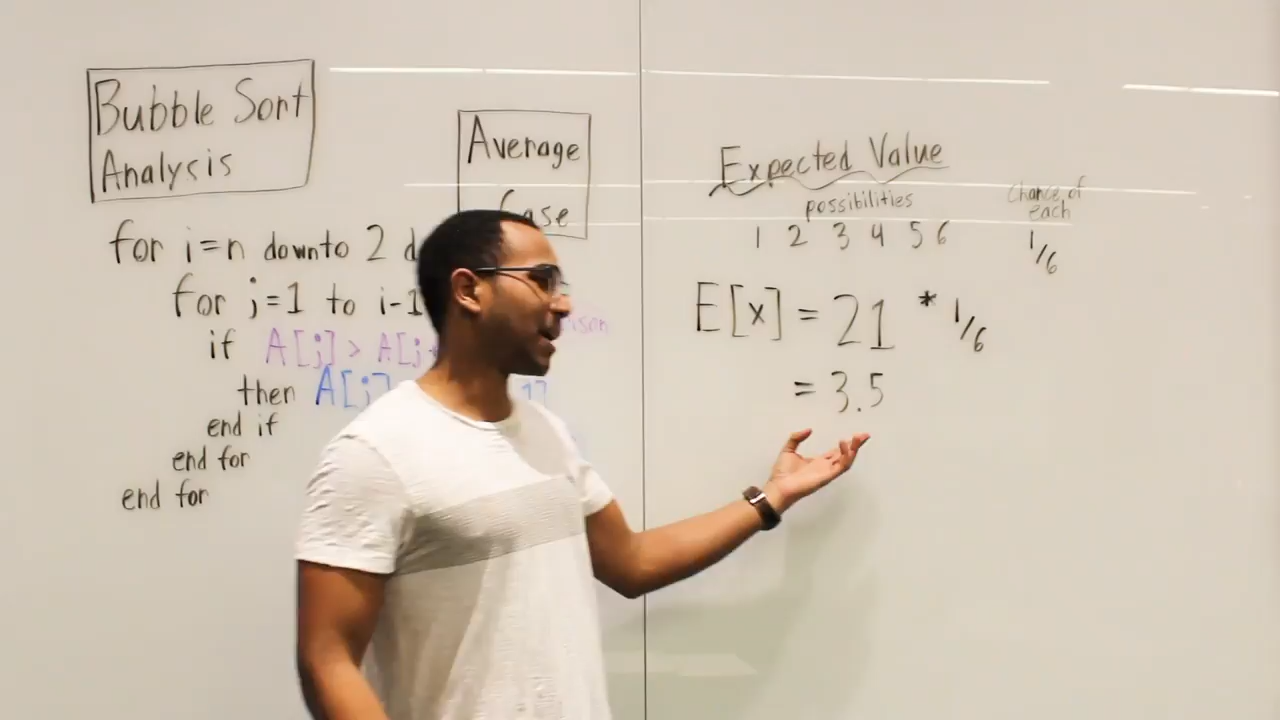 Bubble Sort
Analysis
for i=n downto 2 d
for j=1 to i-1
if A[j] > A[j+
then A[j]
end if
end for
end for
Average
Case
Expected Value
possibilities
1 2 3 4 5 6
Chance of
each
1/6
E[x] = 21 * 1/6
= 3.5